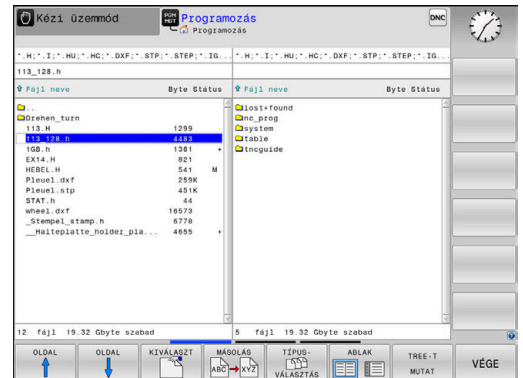 Kézi üzemmód
PGM
MGT
Programozás
Programozás
DNC
*.H;*.I;*.HU;*.HC;*.DXF;*.STP;*.STEP;*.IG...
*.H;*.I;*.HU;*.HC;*.DXF;*.STP;*.STEP;*.IG...
113_128.h
Fájl neve Byte Státus
..
Drehen_turn
113.H 1299
113_128.h 4483
1GB.h 1381 +
EX14.H 821
HEBEL.H 541 M
Pleuel.dxf 259K
Pleuel.stp 451K
STAT.h 44
wheel.dxf 16573
_Stempel_stamp.h 6778
__Halteplatte_holder_pla... 4655 +
12 fájl 19.32 Gbyte szabad
Fájl neve Byte Státus
lost+found
nc_prog
system
table
tncguide
5 fájl 19.32 Gbyte szabad
OLDAL
OLDAL
KIVÁLASZT
MÁSOLÁS
ABC XYZ
TÍPUS-
VÁLASZTÁS
ABLAK
TREE-T
MUTAT
VÉGE